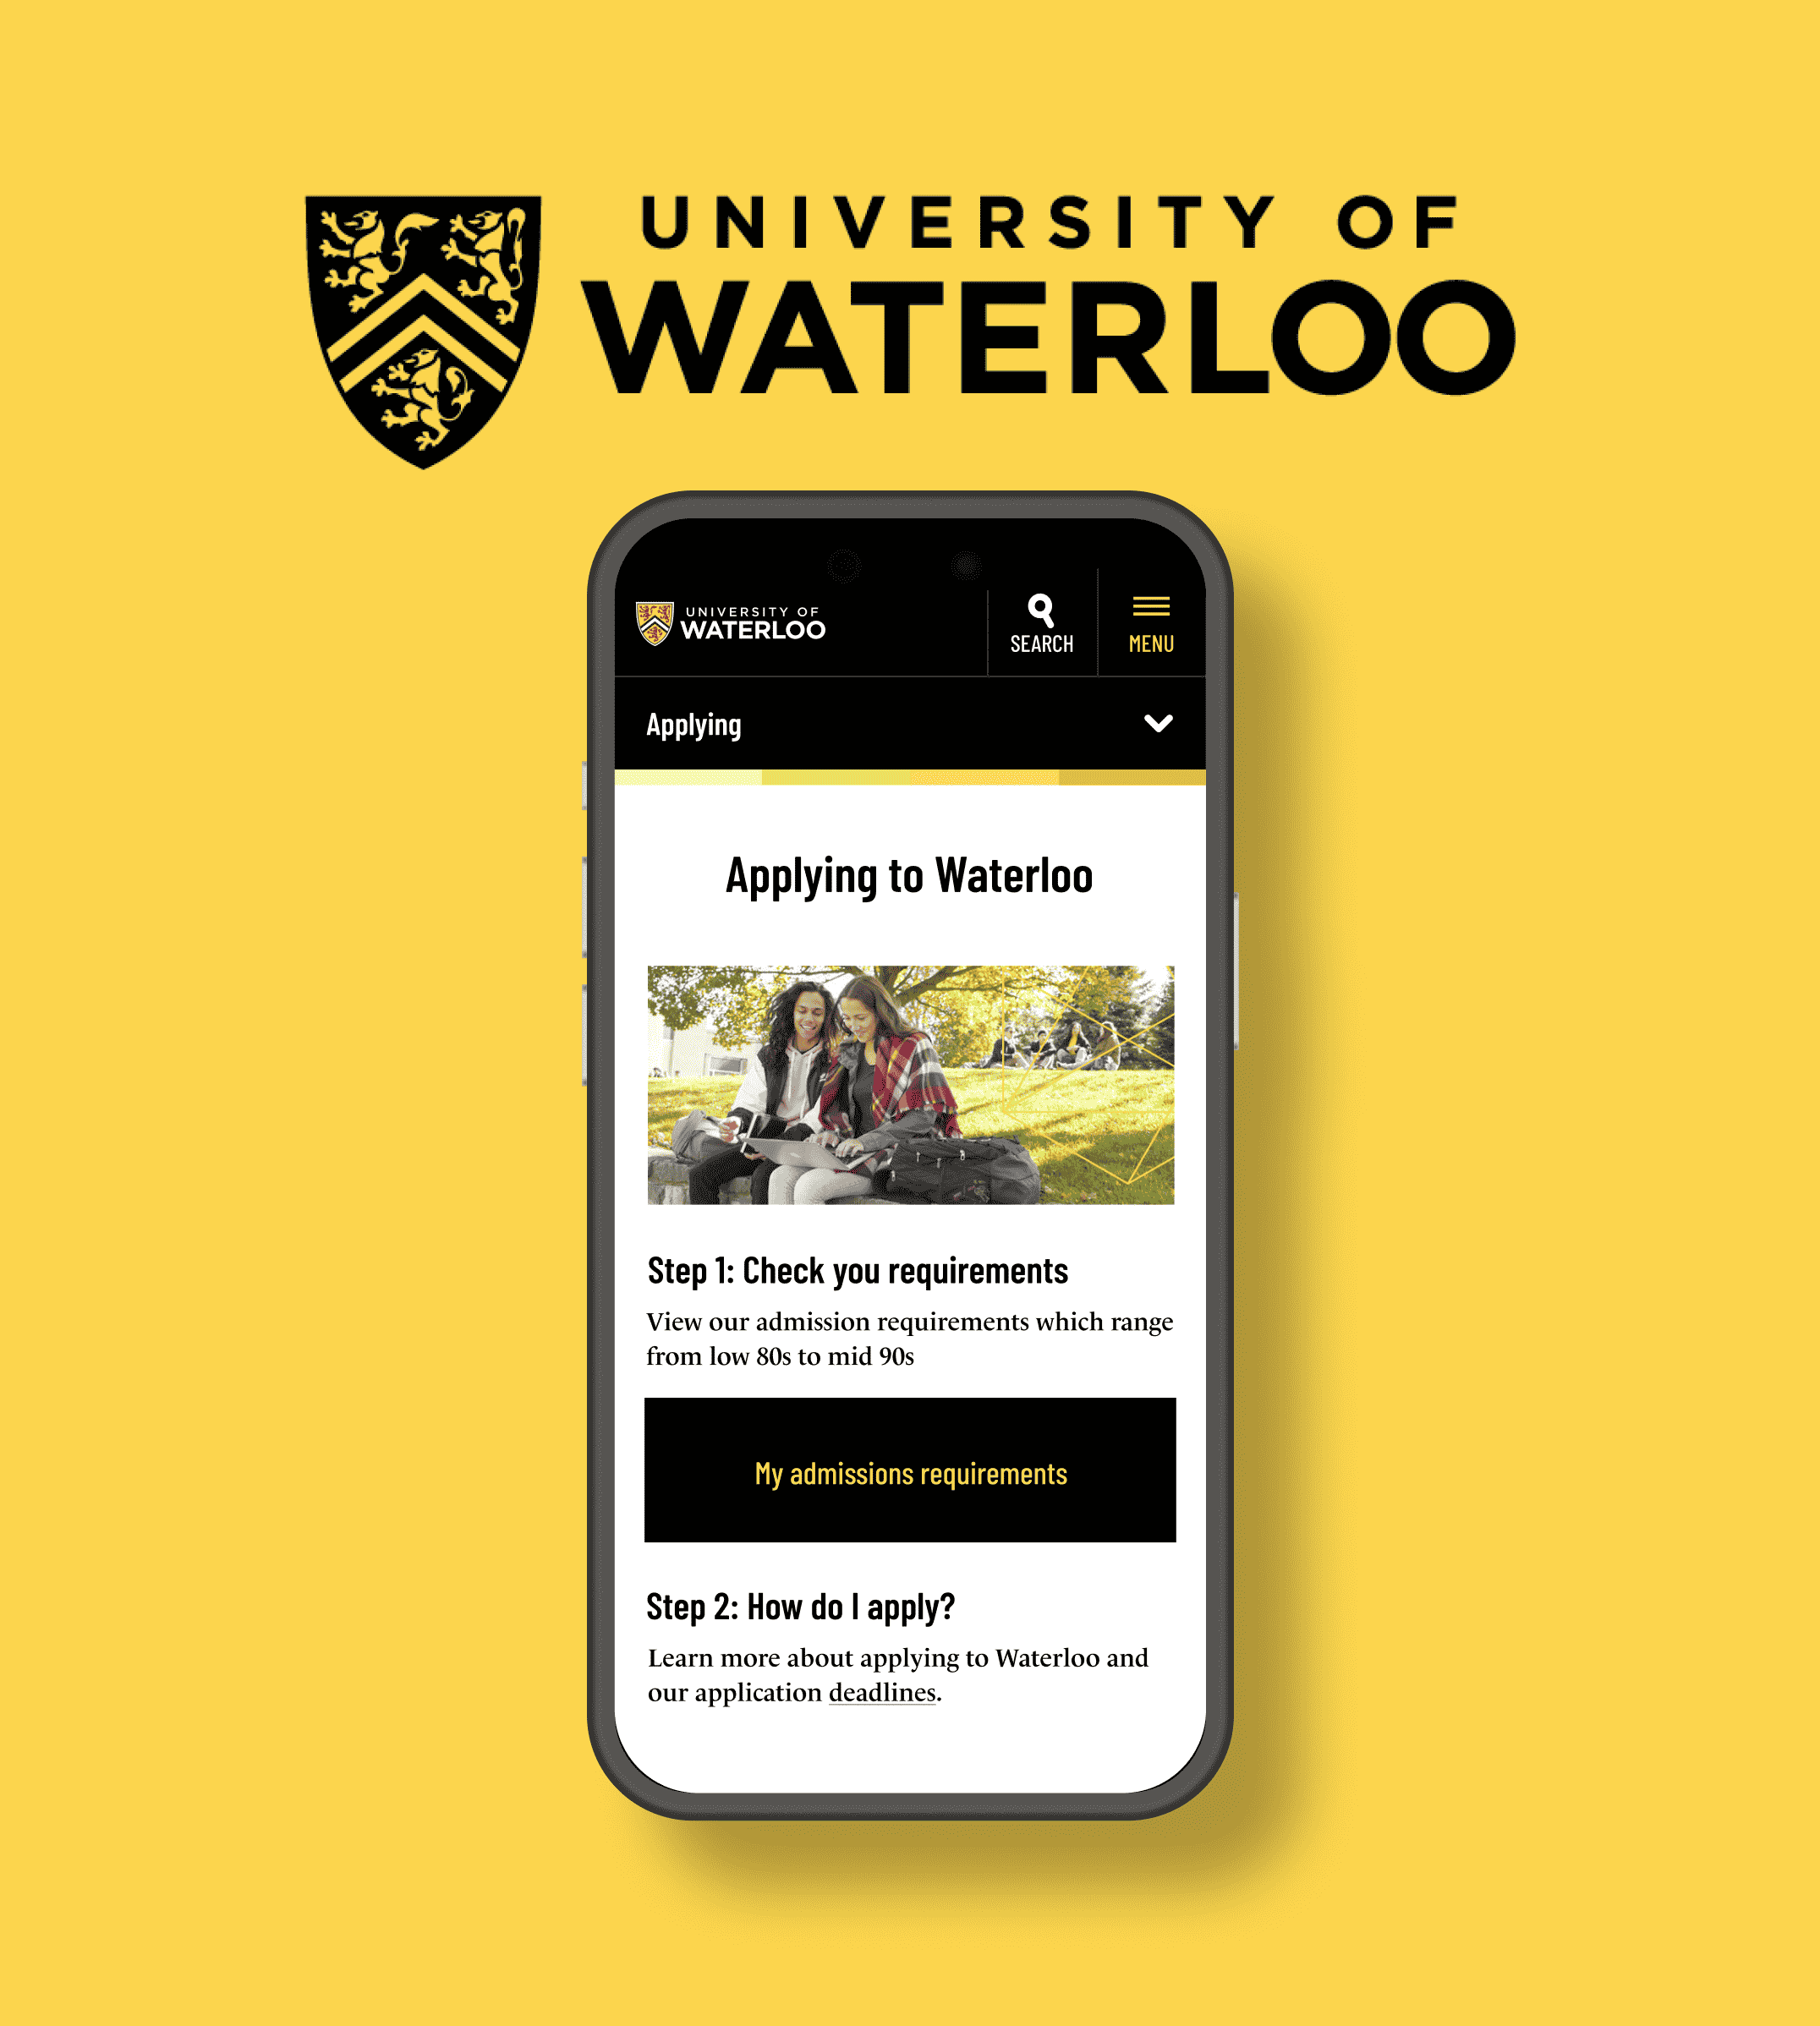 UNIVERSITY OF
WATERLOO
UNIVERSITY OF
WATERLOO
SEARCH
MENU
Applying
Applying to Waterloo
Step 1: Check you requirements
View our admission requirements which range
from low 80s to mid 90s
My admissions requirements
Step 2: How do I apply?
Learn more about applying to Waterloo and
our application deadlines.